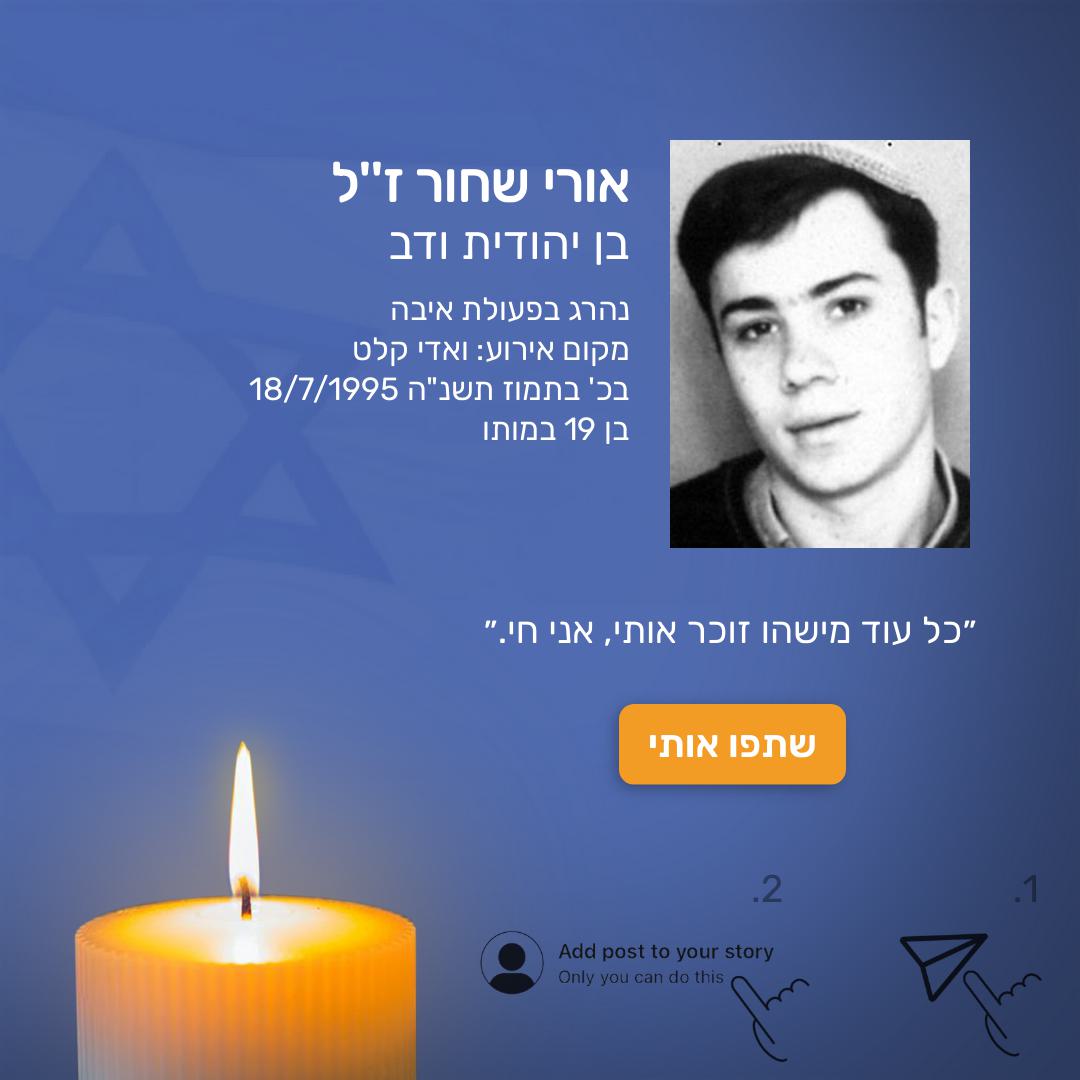 אורי שחור ז"ל
בן יהודית ודב
נהרג בפעולת איבה
מקום אירוע: ואדי קלט
בכ' בתמוז תשנ"ה 18/7/1995
בן 19 במותו
״כל עוד מישהו זוכר אותי, אני חי.״
שתפו אותי
1.
2.
Add post to your story
Only you can do this